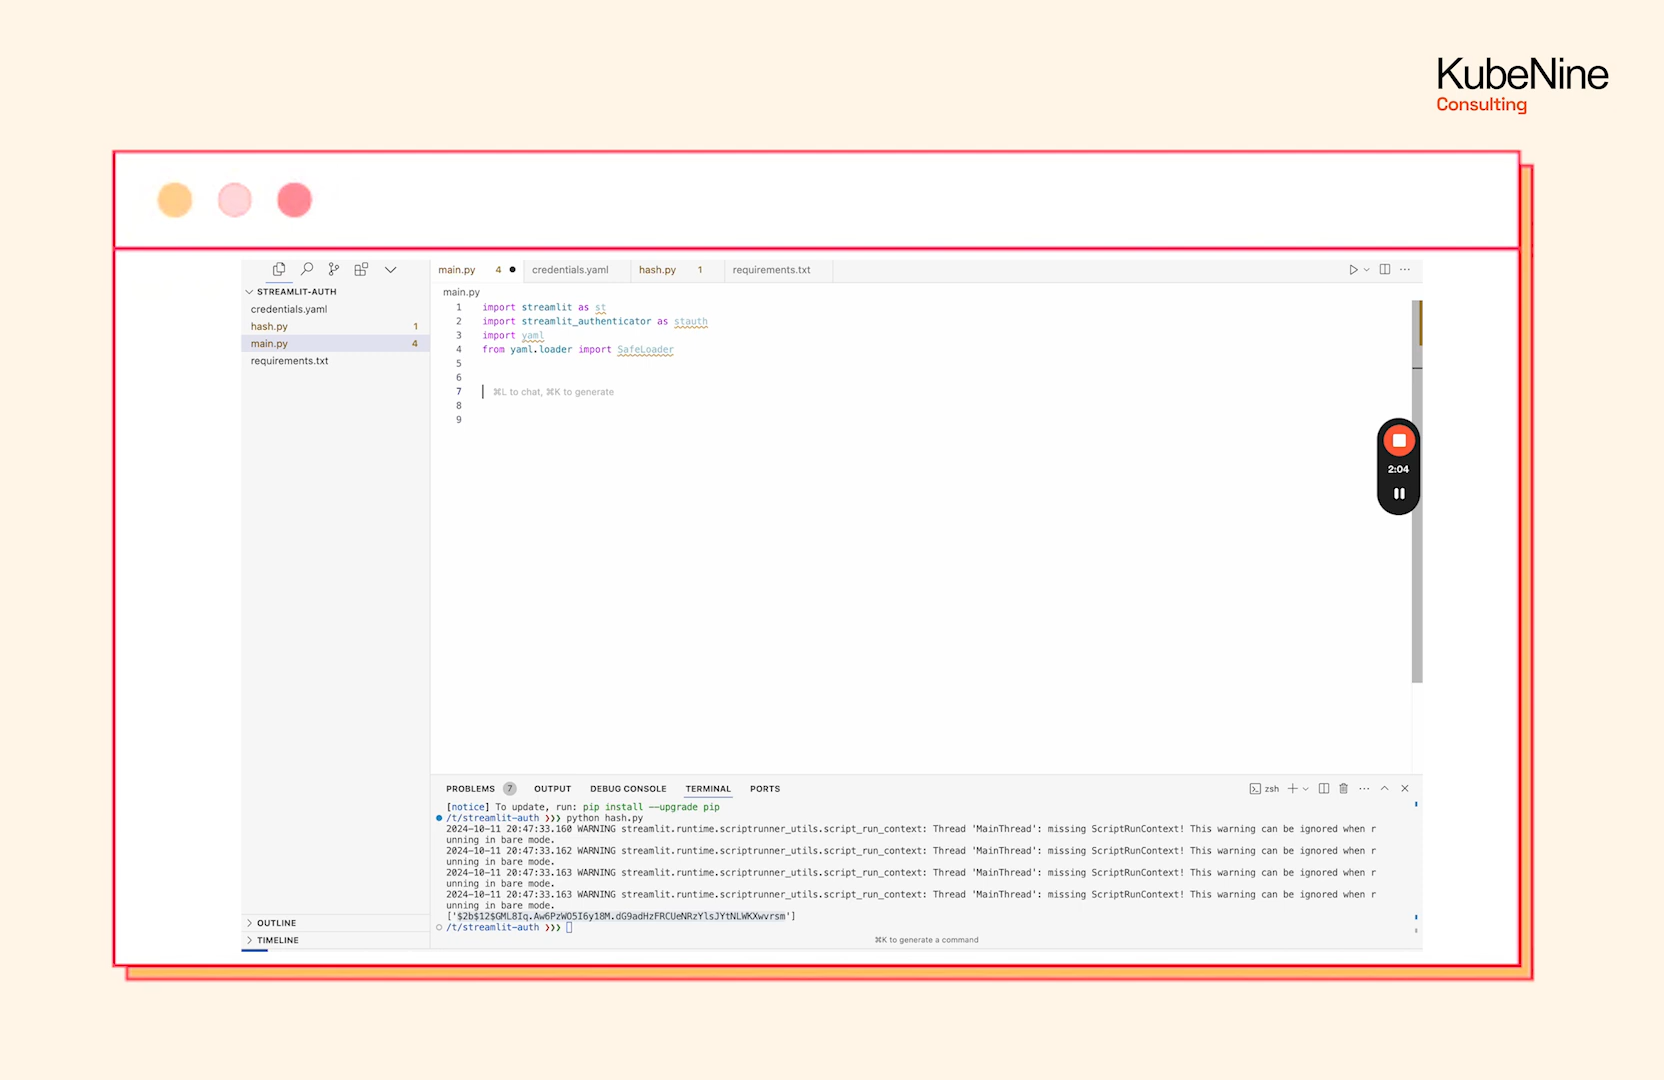 KubeNine
Consulting
STREAMLIT-AUTH
credentials.yaml
hash.py 1
main.py 4
requirements.txt
OUTLINE
TIMELINE
main.py 4 credentials.yaml hash.py 1 requirements.txt
main.py
1 import streamlit as st
2 import streamlit_authenticator as stauth
3 import yaml
4 from yaml.loader import SafeLoader
5
6
7 ⌘L to chat, ⌘K to generate
8
9
2:04
PROBLEMS 7 OUTPUT DEBUG CONSOLE TERMINAL PORTS zsh
[notice] To update, run: pip install --upgrade pip
/t/streamlit-auth ❯❯❯ python hash.py
2024-10-11 20:47:33.160 WARNING streamlit.runtime.scriptrunner_utils.script_run_context: Thread 'MainThread': missing ScriptRunContext! This warning can be ignored when r
unning in bare mode.
2024-10-11 20:47:33.162 WARNING streamlit.runtime.scriptrunner_utils.script_run_context: Thread 'MainThread': missing ScriptRunContext! This warning can be ignored when r
unning in bare mode.
2024-10-11 20:47:33.163 WARNING streamlit.runtime.scriptrunner_utils.script_run_context: Thread 'MainThread': missing ScriptRunContext! This warning can be ignored when r
unning in bare mode.
2024-10-11 20:47:33.163 WARNING streamlit.runtime.scriptrunner_utils.script_run_context: Thread 'MainThread': missing ScriptRunContext! This warning can be ignored when r
unning in bare mode.
['$2b$12$GML8Iq.Aw6PzWO5I6y18M.dG9adHzFRCUeNRzYlsJYtNLWKXwvrsm']
/t/streamlit-auth ❯❯❯
⌘K to generate a command